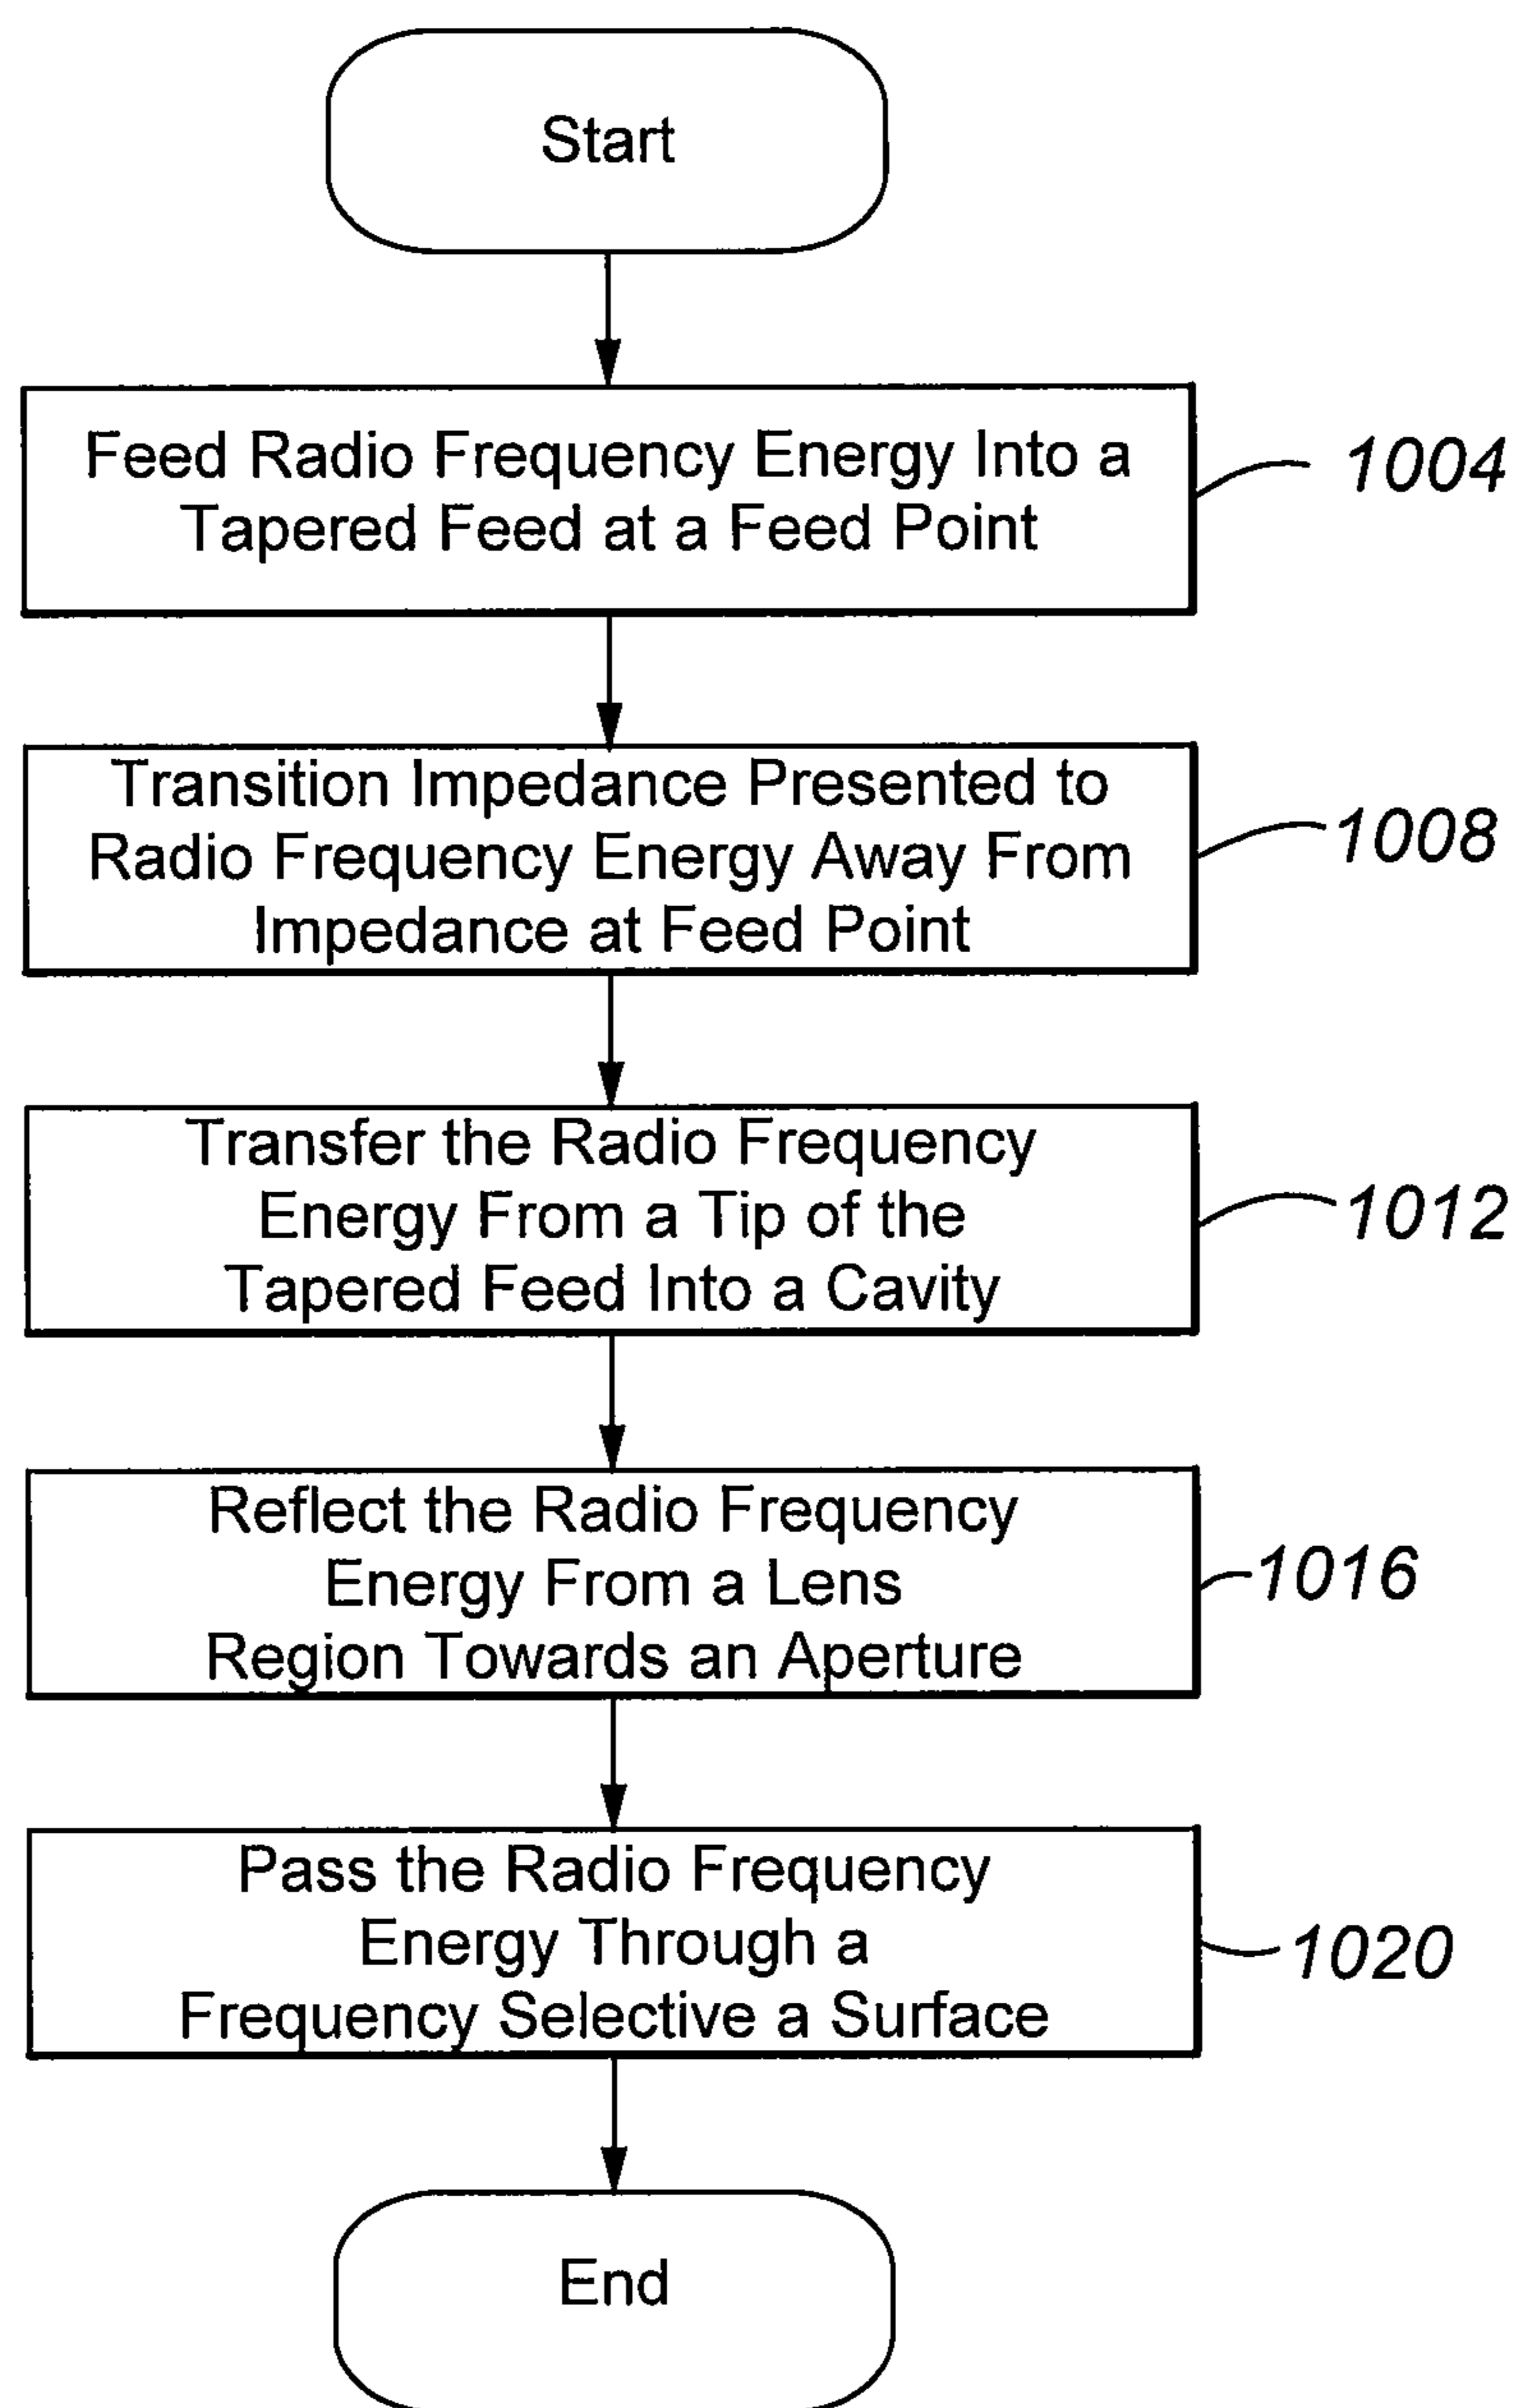 Start
Feed Radio Frequency Energy Into a
Tapered Feed at a Feed Point
1004
Transition Impedance Presented to
Radio Frequency Energy Away From
Impedance at Feed Point
1008
Transfer the Radio Frequency
Energy From a Tip of the
Tapered Feed Into a Cavity
1012
Reflect the Radio Frequency
Energy From a Lens
Region Towards an Aperture
1016
Pass the Radio Frequency
Energy Through a
Frequency Selective a Surface
1020
End